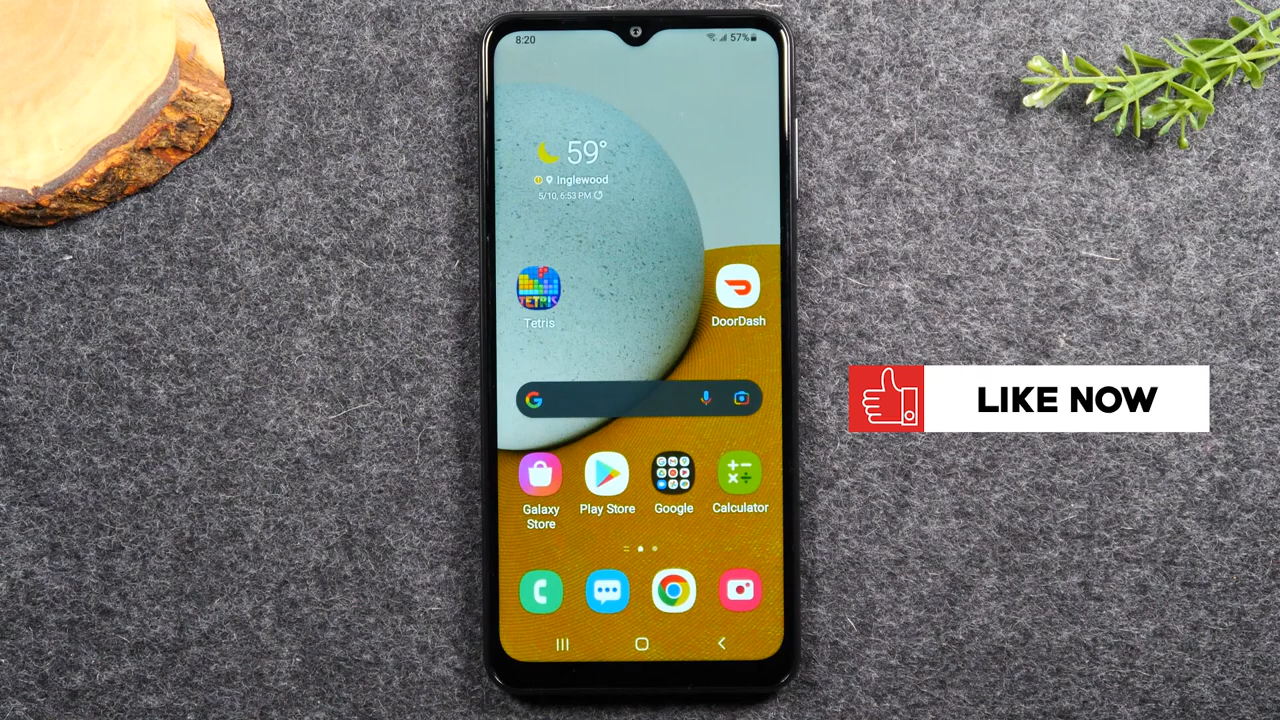 8:20
57%
59°
Inglewood
5/10, 6:53 PM
TETRIS
Tetris
DoorDash
G
LIKE NOW
Galaxy
Store
Play Store
Google
Calculator